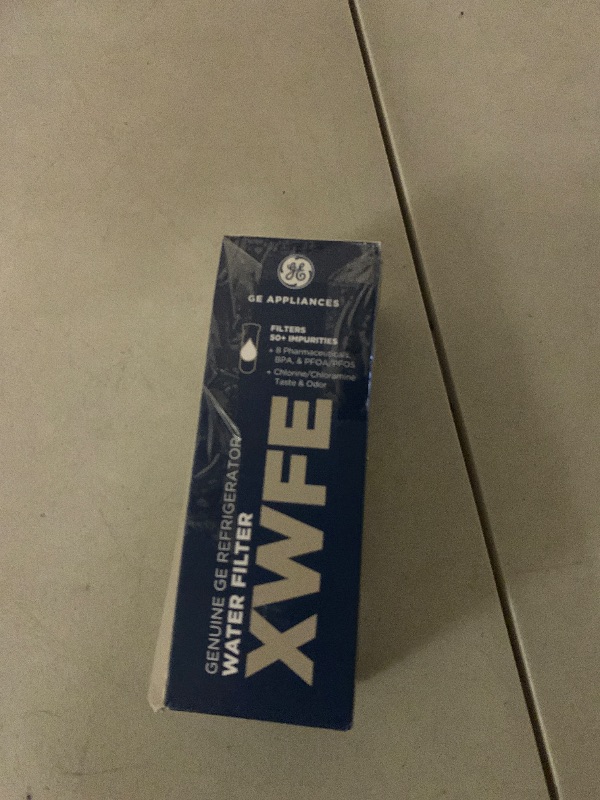 GE
GE APPLIANCES
FILTERS
50+ IMPURITIES
+ 8 Pharmaceuticals,
BPA, & PFOA/PFOS
+ Chlorine/Chloramine
Taste & Odor
GENUINE GE REFRIGERATOR
WATER FILTER
XWFE